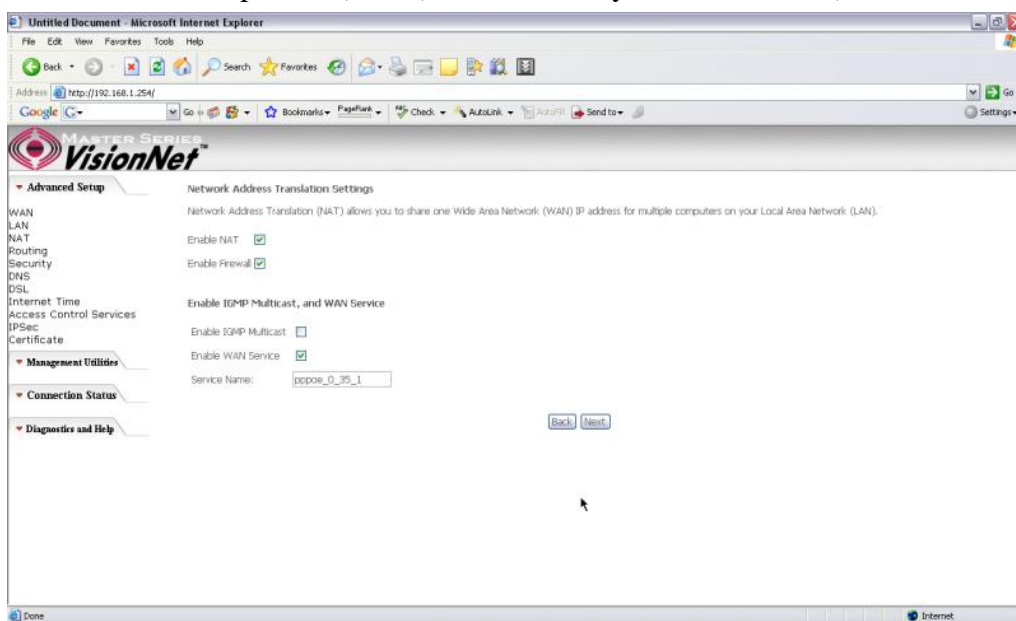 Untitled Document - Microsoft Internet Explorer
File Edit View Favorites Tools Help
Back Search Favorites
Address http://192.168.1.254/ Go
Google G Go Bookmarks PageRank Check AutoLink AutoFill Send to Settings
MASTER SERIES
VisionNet™
Advanced Setup
WAN
LAN
NAT
Routing
Security
DNS
DSL
Internet Time
Access Control Services
IPSec
Certificate
Management Utilities
Connection Status
Diagnostics and Help
Network Address Translation Settings
Network Address Translation (NAT) allows you to share one Wide Area Network (WAN) IP address for multiple computers on your Local Area Network (LAN).
Enable NAT
Enable Firewall
Enable IGMP Multicast, and WAN Service
Enable IGMP Multicast
Enable WAN Service
Service Name: pppoe_0_35_1
Back Next
Done Internet